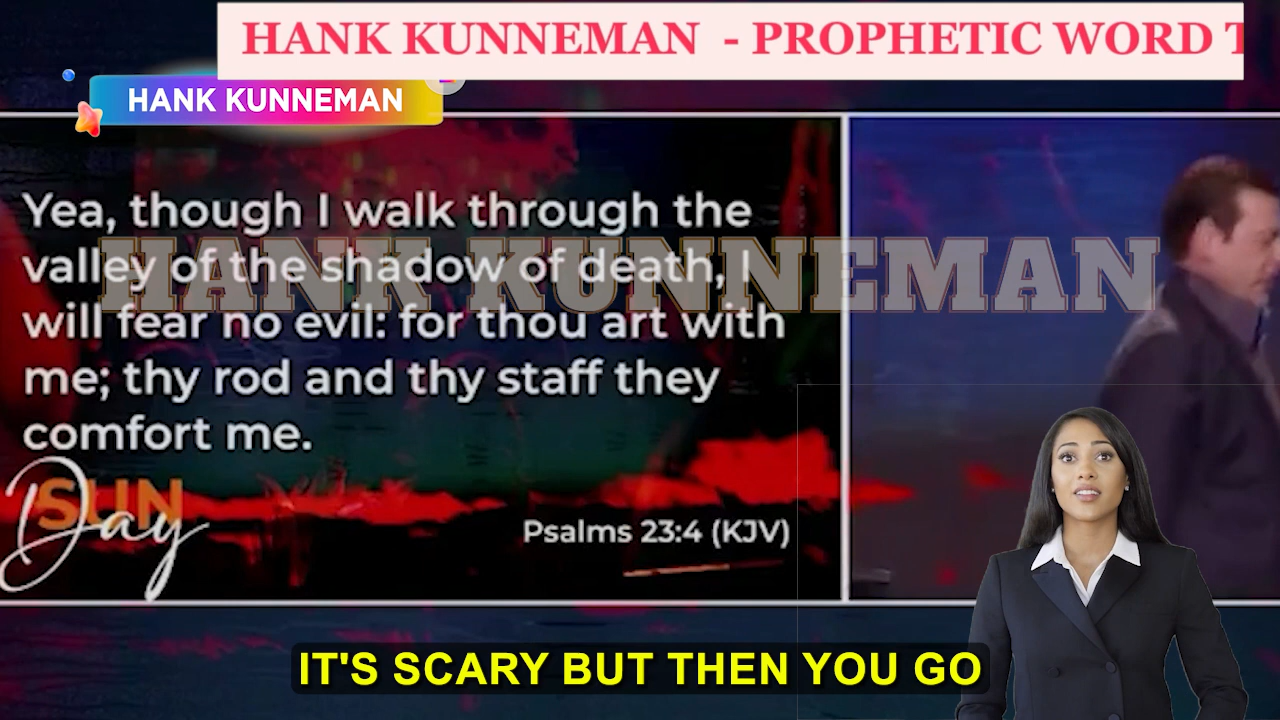 HANK KUNNEMAN - PROPHETIC WORD T
HANK KUNNEMAN
Yea, though I walk through the
valley of the shadow of death, I
will fear no evil: for thou art with
me; thy rod and thy staff they
comfort me.
HANK KUNNEMAN
SUN
Day
Psalms 23:4 (KJV)
IT'S SCARY BUT THEN YOU GO